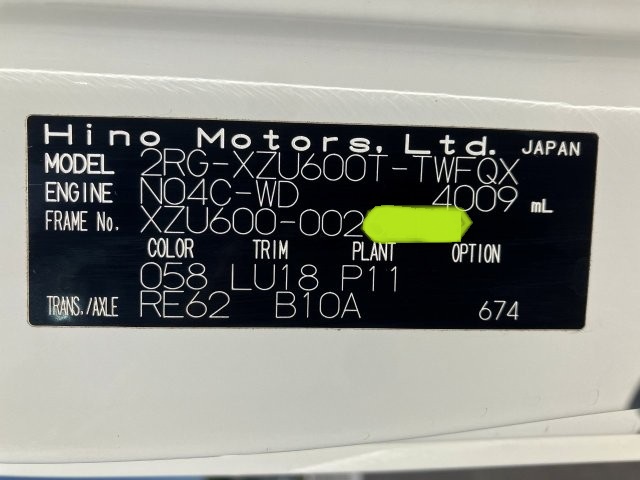 Hino Motors, Ltd. JAPAN
MODEL 2RG-XZU600T-TWFQX
ENGINE N04C-WD 4009 mL
FRAME No. XZU600-002
COLOR TRIM PLANT OPTION
058 LU18 P11
TRANS./AXLE RE62 B10A 674